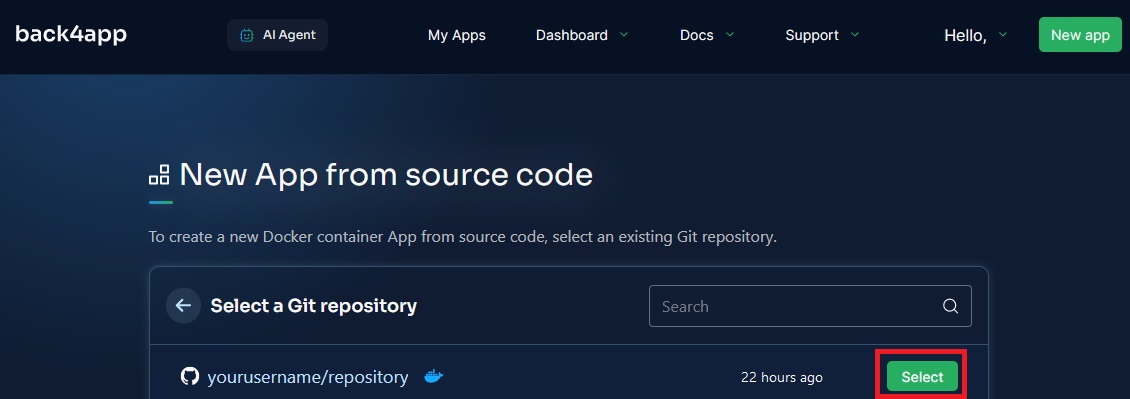 back4app AI Agent My Apps Dashboard Docs Support Hello, New app
New App from source code
To create a new Docker container App from source code, select an existing Git repository.
Select a Git repository Search
yourusername/repository 22 hours ago Select